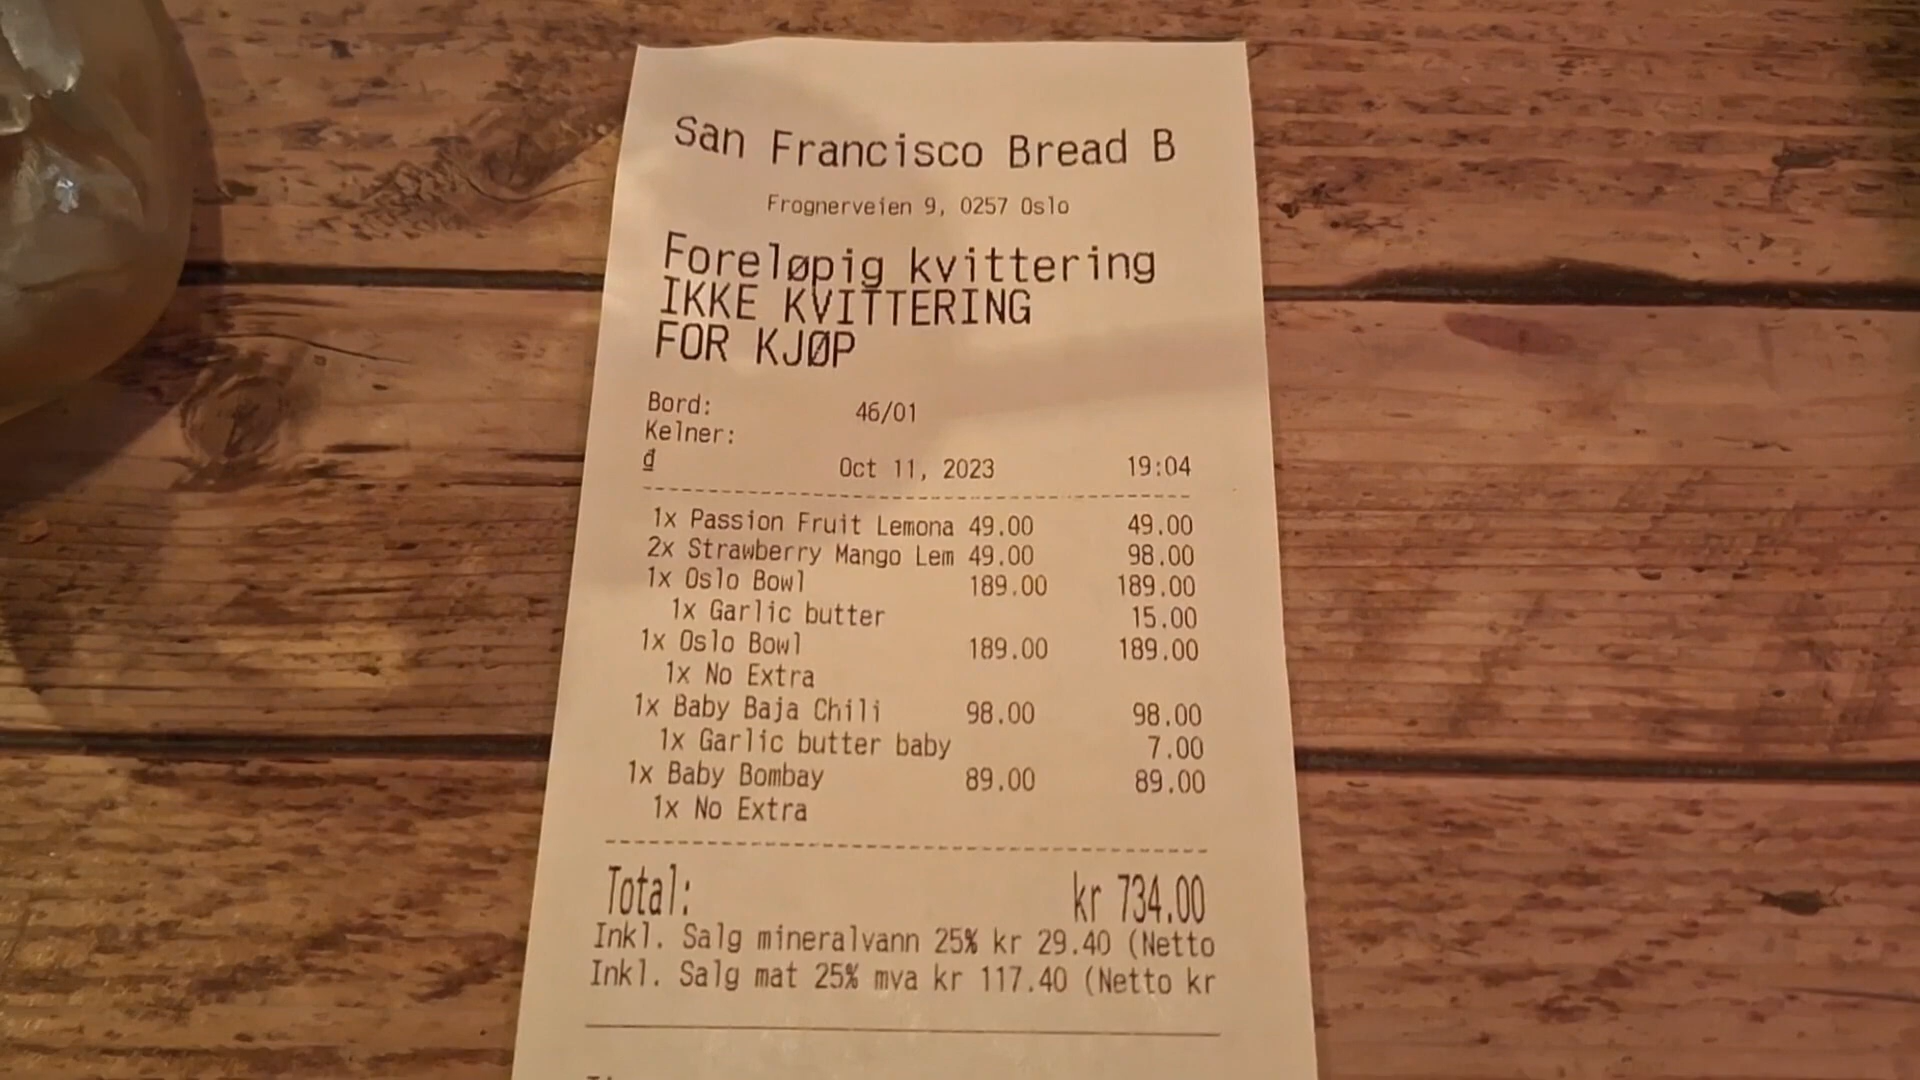 San Francisco Bread B
Frognerveien 9, 0257 Oslo
Foreløpig kvittering
IKKE KVITTERING
FOR KJØP
Bord: 46/01
Kelner:
đ Oct 11, 2023 19:04
1x Passion Fruit Lemona 49.00 49.00
2x Strawberry Mango Lem 49.00 98.00
1x Oslo Bowl 189.00 189.00
1x Garlic butter 15.00
1x Oslo Bowl 189.00 189.00
1x No Extra
1x Baby Baja Chili 98.00 98.00
1x Garlic butter baby 7.00
1x Baby Bombay 89.00 89.00
1x No Extra
Total: kr 734.00
Inkl. Salg mineralvann 25% kr 29.40 (Netto
Inkl. Salg mat 25% mva kr 117.40 (Netto kr